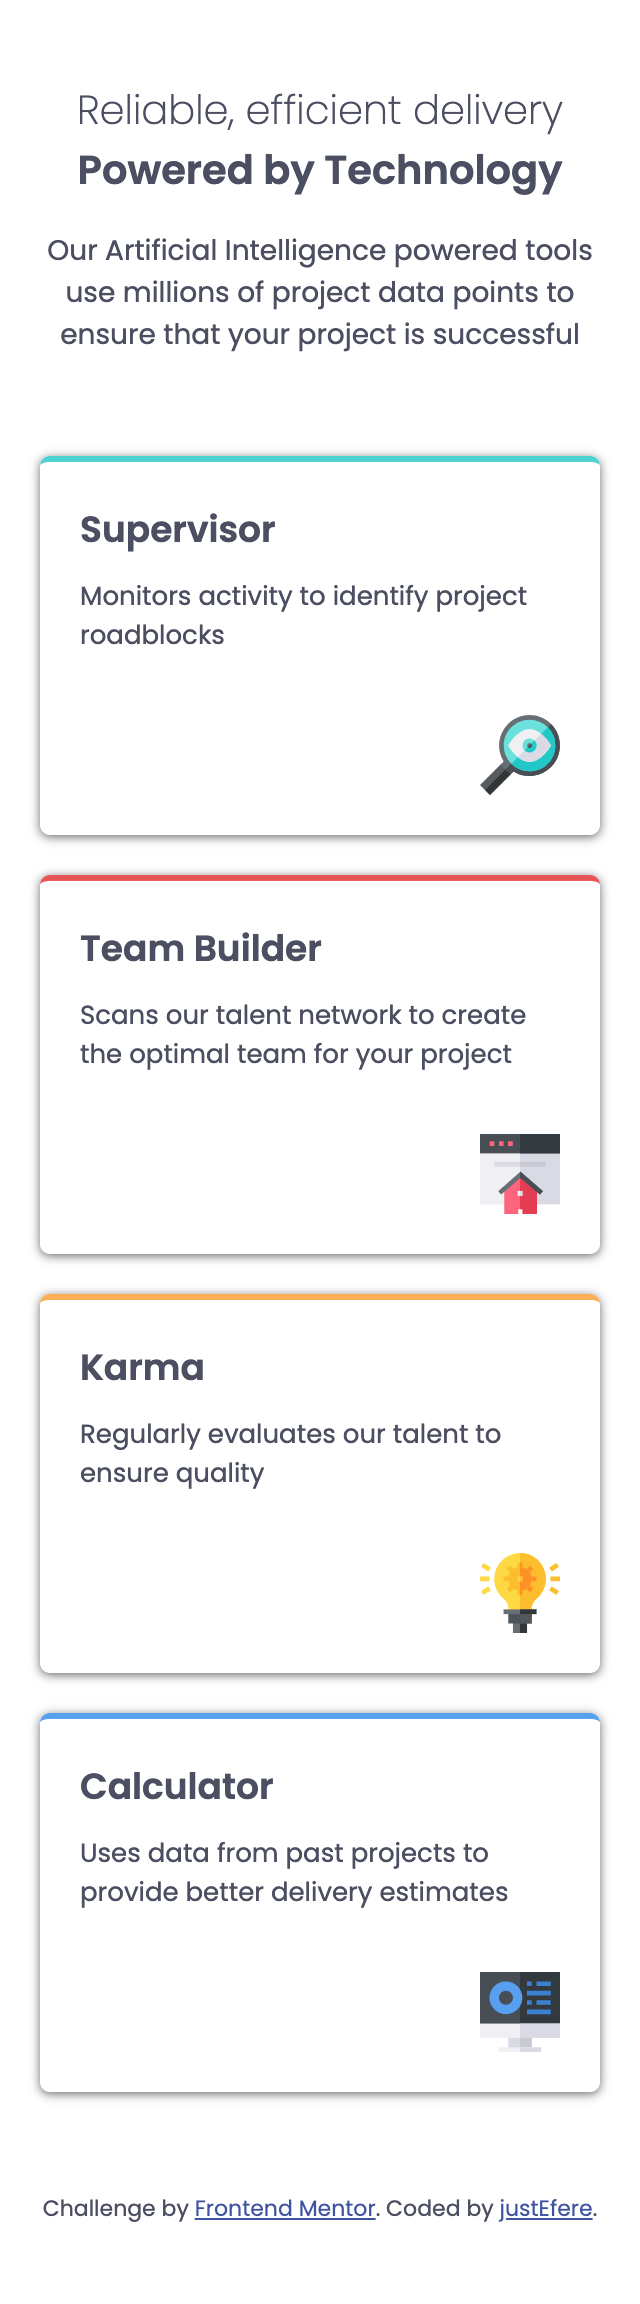 Reliable, efficient delivery
Powered by Technology
Our Artificial Intelligence powered tools
use millions of project data points to
ensure that your project is successful
Supervisor
Monitors activity to identify project
roadblocks
Team Builder
Scans our talent network to create
the optimal team for your project
Karma
Regularly evaluates our talent to
ensure quality
Calculator
Uses data from past projects to
provide better delivery estimates
Challenge by Frontend Mentor. Coded by justEfere.